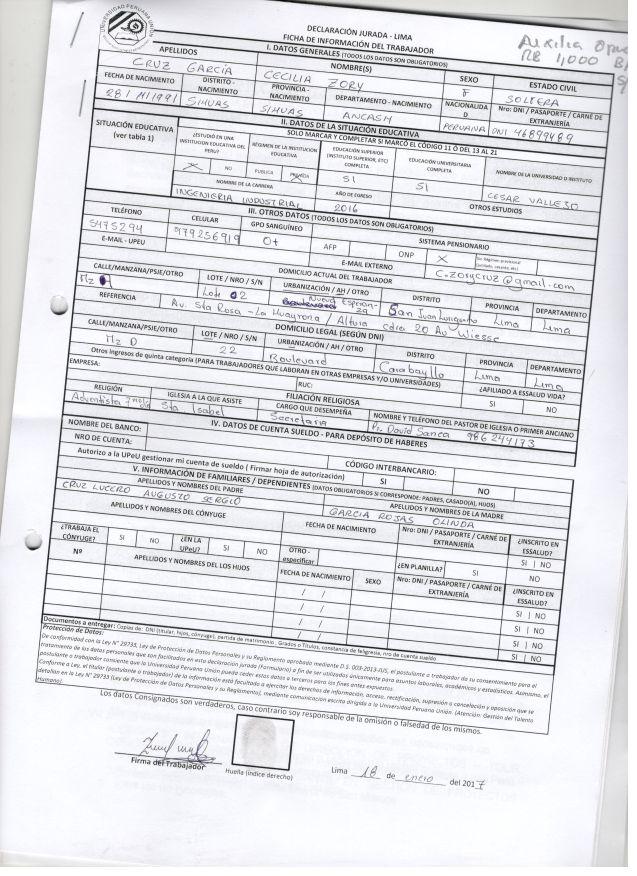 UNIVERSIDAD PERUANA UNIÓN
DECLARACIÓN JURADA - LIMA
FICHA DE INFORMACIÓN DEL TRABAJADOR
Auxilia
RB 1,000
I. DATOS GENERALES (TODOS LOS DATOS SON OBLIGATORIOS)
APELLIDOS NOMBRE(S) SEXO ESTADO CIVIL
CRUZ GARCÍA CECILIA ZORY F SOLTERA
FECHA DE NACIMIENTO DISTRITO - NACIMIENTO PROVINCIA - NACIMIENTO DEPARTAMENTO - NACIMIENTO NACIONALIDAD Nro: DNI / PASAPORTE / CARNÉ DE EXTRANJERÍA
281 11991 SIHUAS SIHUAS ANCASH PERUANA DNI 46899489
II. DATOS DE LA SITUACIÓN EDUCATIVA
SITUACIÓN EDUCATIVA (ver tabla 1) SOLO MARCAR Y COMPLETAR SI MARCÓ EL CÓDIGO 11 Ó DEL 13 AL 21
¿ESTUDIÓ EN UNA INSTITUCION EDUCATIVA DEL PERU? RÉGIMEN DE LA INSTITUCION EDUCATIVA EDUCACIÓN SUPERIOR (INSTITUTO SUPERIOR, ETC) COMPLETA EDUCACIÓN UNIVERSITARIA COMPLETA NOMBRE DE LA UNIVERSIDAD O INSTITUTO
X NO PUBLICA PRIVADA SI SI CESAR VALLEJO
NOMBRE DE LA CARRERA AÑO DE EGRESO OTROS ESTUDIOS
INGENIERIA INDUSTRIAL 2016
III. OTROS DATOS (TODOS LOS DATOS SON OBLIGATORIOS)
TELÉFONO CELULAR GPO SANGUÍNEO SISTEMA PENSIONARIO
5475294 979256919 O+ AFP ONP X
E-MAIL - UPEU E-MAIL EXTERNO C.zorycruz@gmail.com
DOMICILIO ACTUAL DEL TRABAJADOR
CALLE/MANZANA/PSJE/OTRO LOTE / NRO / S/N URBANIZACIÓN / AH / OTRO DISTRITO PROVINCIA DEPARTAMENTO
Mz Lote 02 Nueva Esperanza San Juan Lurigancho Lima Lima
REFERENCIA Av. Sta Rosa - La Huayrona / Altura cdra 20 Av Wiesse
DOMICILIO LEGAL (SEGÚN DNI)
CALLE/MANZANA/PSJE/OTRO LOTE / NRO / S/N URBANIZACIÓN / AH / OTRO DISTRITO PROVINCIA DEPARTAMENTO
Mz D 22 Boulevard Carabayllo Lima Lima
Otros Ingresos de quinta categoría (PARA TRABAJADORES QUE LABORAN EN OTRAS EMPRESAS Y/O UNIVERSIDADES) ¿AFILIADO A ESSALUD VIDA?
EMPRESA: RUC: SI NO
FILIACIÓN RELIGIOSA
RELIGIÓN IGLESIA A LA QUE ASISTE CARGO QUE DESEMPEÑA NOMBRE Y TELÉFONO DEL PASTOR DE IGLESIA O PRIMER ANCIANO
Adventista Sta. Isabel Secretaria Pr. David Sanca 986244173
IV. DATOS DE CUENTA SUELDO - PARA DEPÓSITO DE HABERES
NOMBRE DEL BANCO:
NRO DE CUENTA: CÓDIGO INTERBANCARIO:
Autorizo a la UPeU gestionar mi cuenta de sueldo ( Firmar hoja de autorización) SI NO
V. INFORMACIÓN DE FAMILIARES / DEPENDIENTES (DATOS OBLIGATORIOS SI CORRESPONDE: PADRES, CASADO(A), HIJOS)
APELLIDOS Y NOMBRES DEL PADRE APELLIDOS Y NOMBRES DE LA MADRE
CRUZ LUCERO AUGUSTO SERGIO GARCIA ROJAS OLINDA
APELLIDOS Y NOMBRES DEL CÓNYUGE FECHA DE NACIMIENTO Nro: DNI / PASAPORTE / CARNÉ DE EXTRANJERÍA ¿INSCRITO EN ESSALUD?
SI | NO
¿TRABAJA EL CÓNYUGE? SI NO ¿EN LA UPeU? SI NO OTRO - especificar ¿EN PLANILLA? SI NO
Nº APELLIDOS Y NOMBRES DE LOS HIJOS FECHA DE NACIMIENTO SEXO Nro: DNI / PASAPORTE / CARNÉ DE EXTRANJERÍA ¿INSCRITO EN ESSALUD?
/ / SI | NO
/ / SI | NO
/ / SI | NO
/ / SI | NO
Documentos a entregar: Copias de: DNI (titular, hijos, cónyuge), partida de matrimonio, Grados o Títulos, constancia de feligresía, nro de cuenta sueldo
Protección de Datos:
De conformidad con la Ley N° 29733, Ley de Protección de Datos Personales y su Reglamento aprobado mediante D.S. 003-2013-JUS, el postulante o trabajador da su consentimiento para el
tratamiento de los datos personales que son facilitados en esta declaración jurada (Formulario) a fin de ser utilizados únicamente para asuntos laborales, académicos y estadísticos. Asimismo, el
postulante o trabajador consiente que la Universidad Peruana Unión pueda ceder estos datos a terceros para los fines antes expuestos.
Conforme a Ley, el titular (postulante o trabajador) de la información está facultado a ejercitar los derechos de información, acceso, rectificación, supresión o cancelación y oposición que se
detallan en la Ley N° 29733 (Ley de Protección de Datos Personales y su Reglamento), mediante comunicación escrita dirigida a la Universidad Peruana Unión. (Atención: Gestión del Talento
Humano).
Los datos Consignados son verdaderos, caso contrario soy responsable de la omisión o falsedad de los mismos.
Firma del Trabajador Huella (índice derecho) Lima 18 de enero del 2017